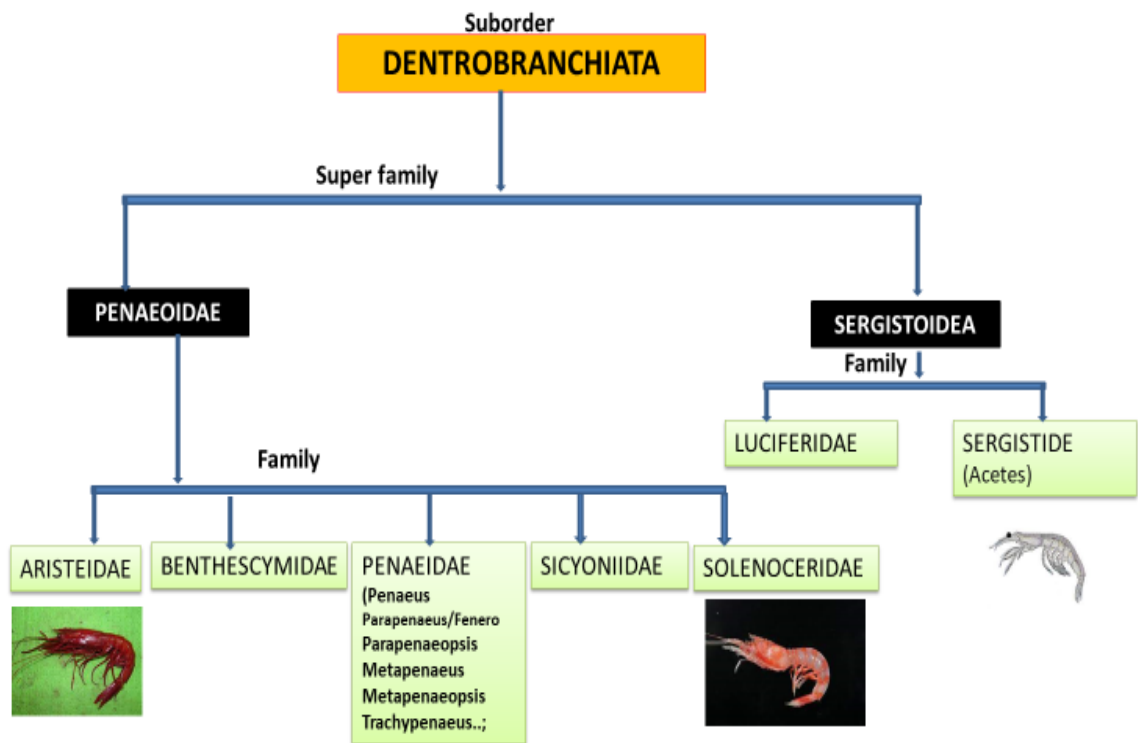 Suborder
DENTROBRANCHIATA
Super family
PENAEOIDAE
SERGISTOIDEA
Family
LUCIFERIDAE
SERGISTIDE
(Acetes)
Family
ARISTEIDAE
BENTHESCYMIDAE
PENAEIDAE
(Penaeus
Parapenaeus/Fenero
Parapenaeopsis
Metapenaeus
Metapenaeopsis
Trachypenaeus..;
SICYONIIDAE
SOLENOCERIDAE